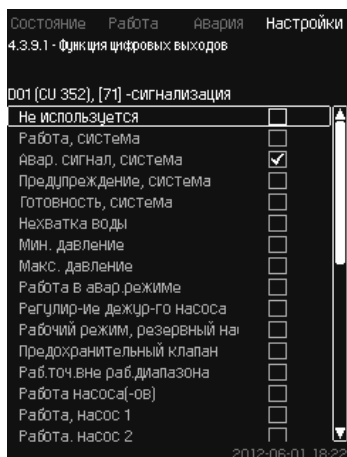 Состояние Работа Авария Настройки
4.3.9.1 - Функция цифровых выходов
DO1 (CU 352), [71] -сигнализация
Не используется
Работа, система
Авар. сигнал, система
Предупреждение, система
Готовность, система
Нехватка воды
Мин. давление
Макс. давление
Работа в авар.режиме
Регулир-ие дежур-го насоса
Рабочий режим, резервный на
Предохранительный клапан
Раб.точ.вне раб.диапазона
Работа насоса(-ов)
Работа, насос 1
Работа, насос 2
2012-06-01 18:22